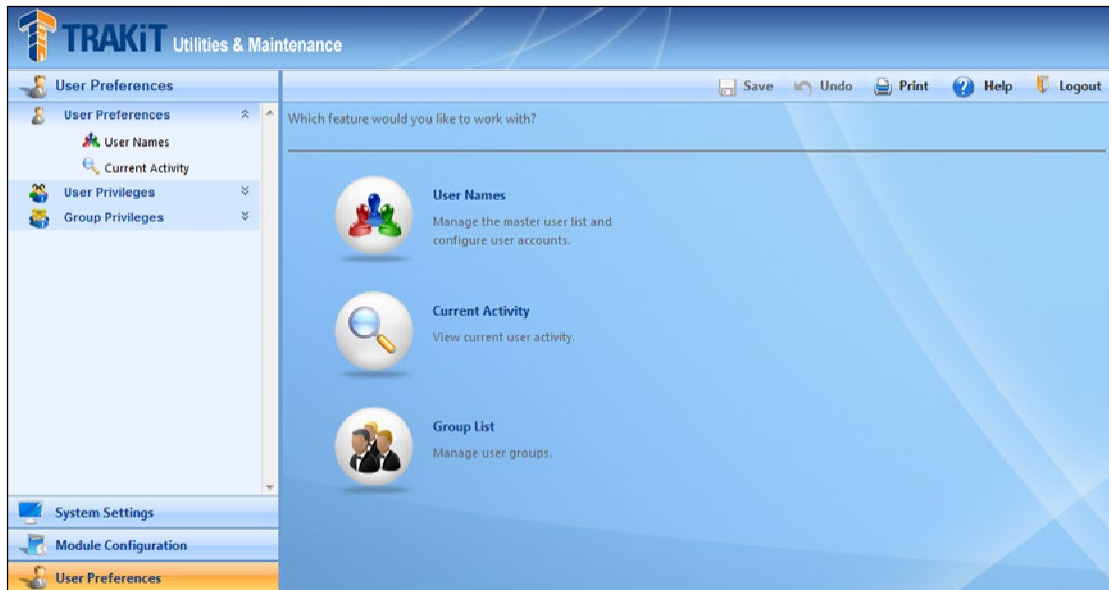 TRAKiT Utilities & Maintenance
User Preferences
Save Undo Print Help Logout
User Preferences
User Names
Current Activity
User Privileges
Group Privileges
Which feature would you like to work with?
User Names
Manage the master user list and
configure user accounts.
Current Activity
View current user activity.
Group List
Manage user groups.
System Settings
Module Configuration
User Preferences